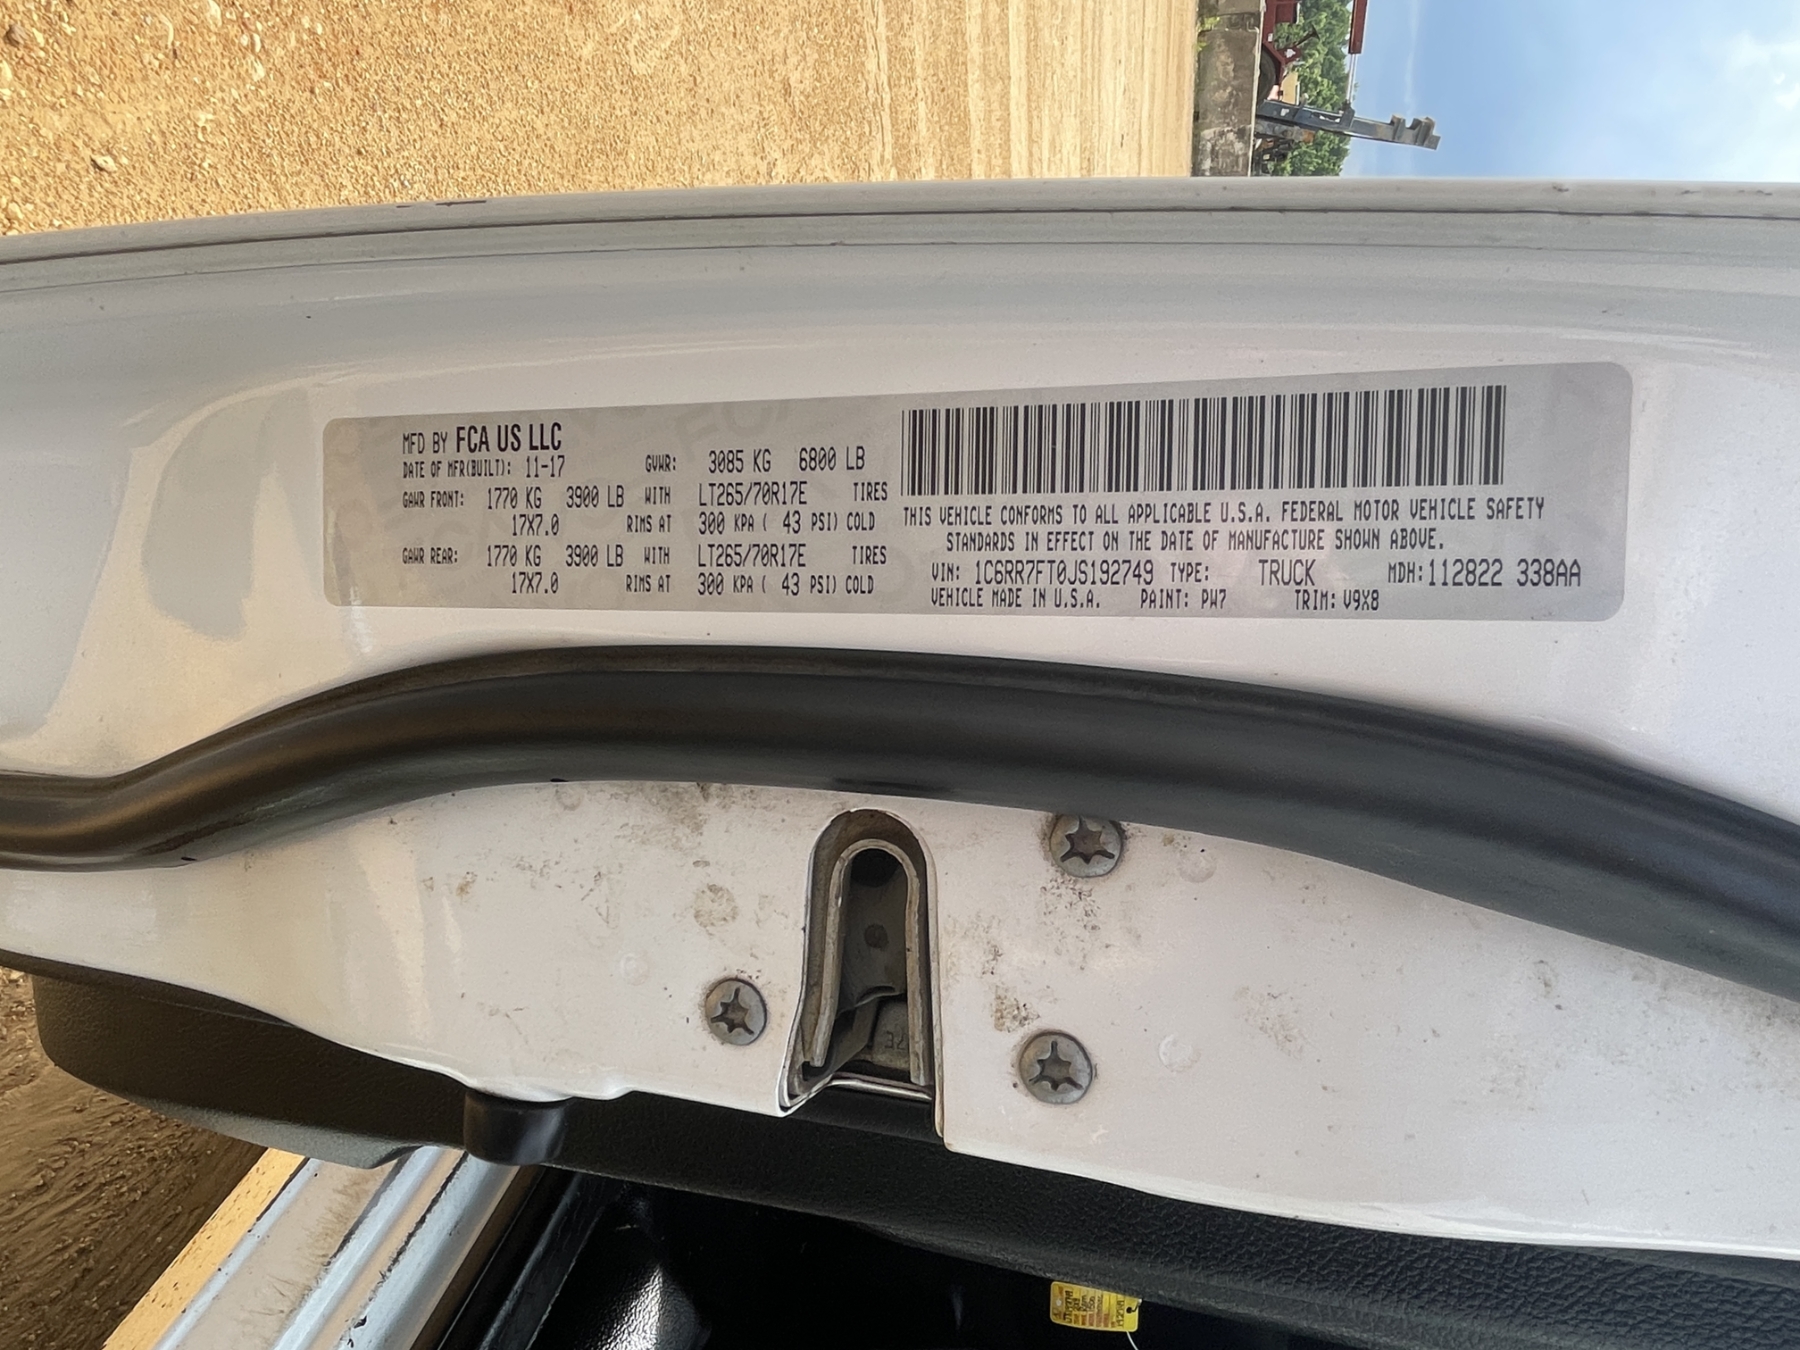 MFD BY FCA US LLC
DATE OF MFR(BUILT): 11-17 GVWR: 3085 KG 6800 LB
GAWR FRONT: 1770 KG 3900 LB WITH LT265/70R17E TIRES
17X7.0 RIMS AT 300 KPA ( 43 PSI) COLD
GAWR REAR: 1770 KG 3900 LB WITH LT265/70R17E TIRES
17X7.0 RIMS AT 300 KPA ( 43 PSI) COLD
THIS VEHICLE CONFORMS TO ALL APPLICABLE U.S.A. FEDERAL MOTOR VEHICLE SAFETY
STANDARDS IN EFFECT ON THE DATE OF MANUFACTURE SHOWN ABOVE.
VIN: 1C6RR7FT0JS192749 TYPE: TRUCK MDH:112822 338AA
VEHICLE MADE IN U.S.A. PAINT: PW7 TRIM: V9X8
32